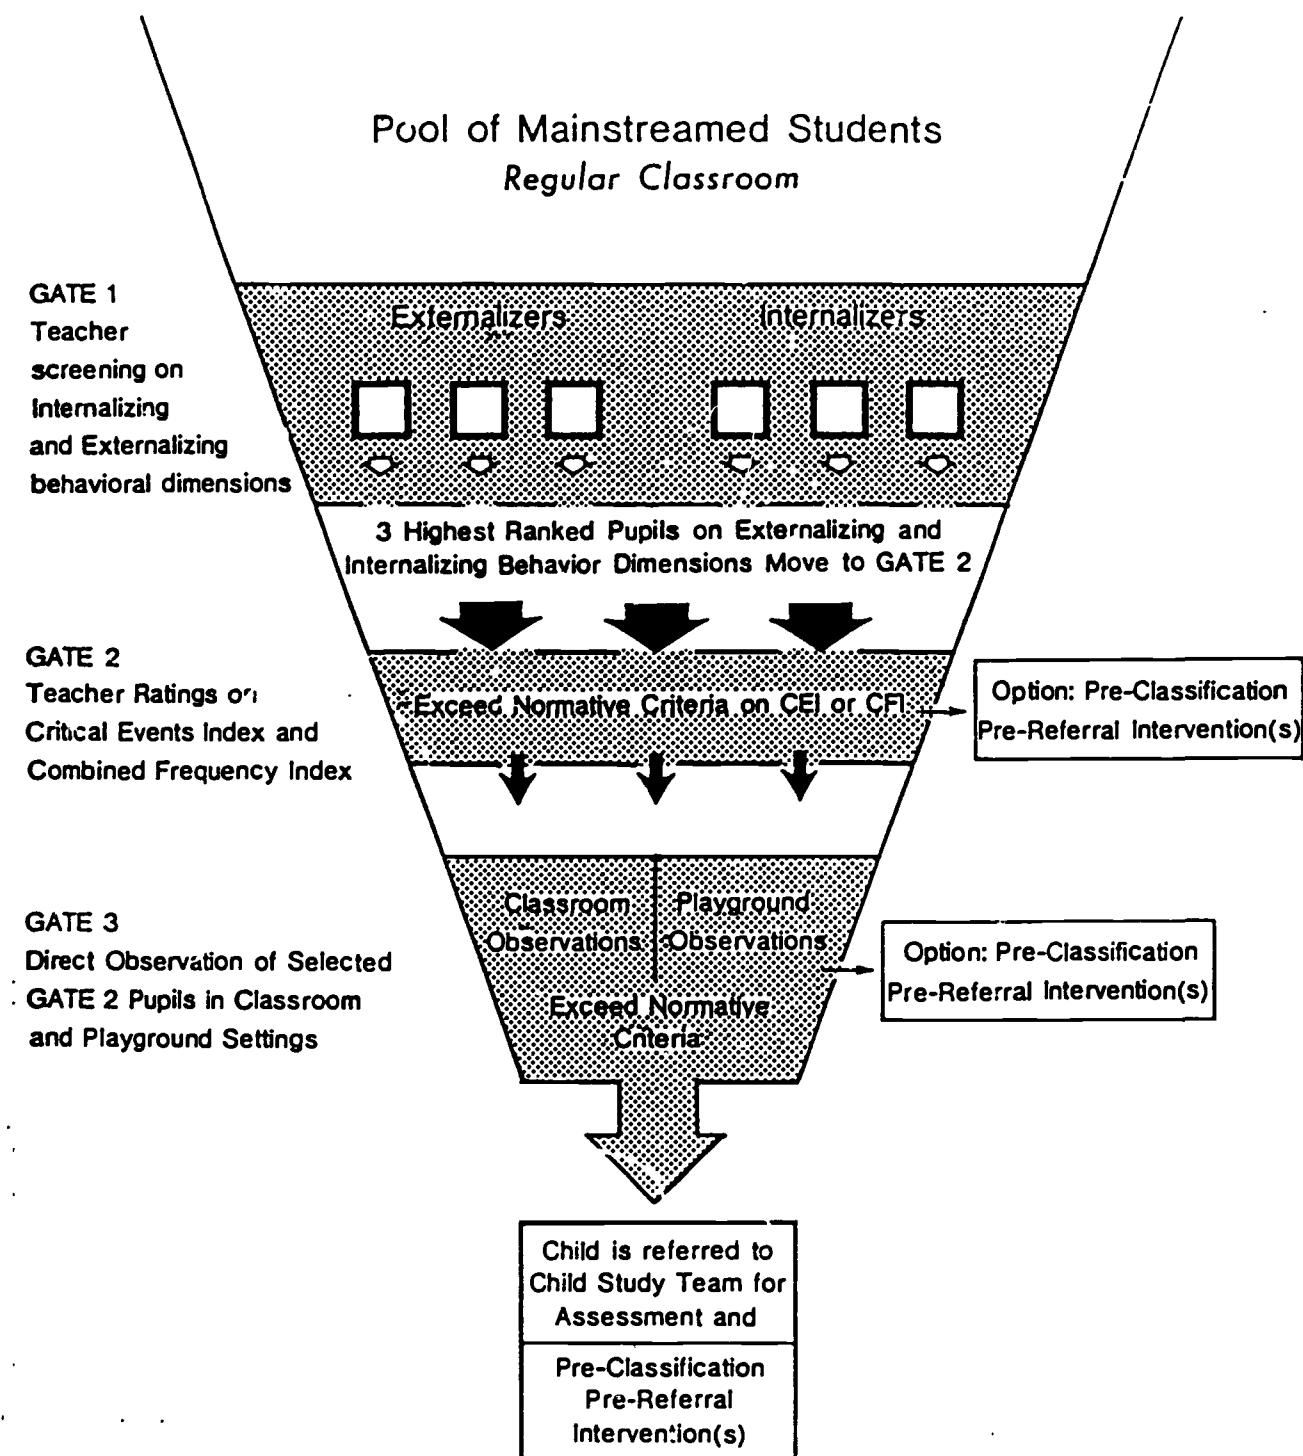 Pool of Mainstreamed Students
Regular Classroom
GATE 1
Teacher
screening on
Internalizing
and Externalizing
behavioral dimensions
Externalizers
Internalizers
3 Highest Ranked Pupils on Externalizing and
Internalizing Behavior Dimensions Move to GATE 2
GATE 2
Teacher Ratings on
Critical Events Index and
Combined Frequency Index
Exceed Normative Criteria on CEI or CFI
Option: Pre-Classification
Pre-Referral Intervention(s)
GATE 3
Direct Observation of Selected
GATE 2 Pupils in Classroom
and Playground Settings
Classroom
Observations
Playground
Observations
Exceed Normative
Criteria
Option: Pre-Classification
Pre-Referral Intervention(s)
Child is referred to
Child Study Team for
Assessment and
Pre-Classification
Pre-Referral
Intervention(s)